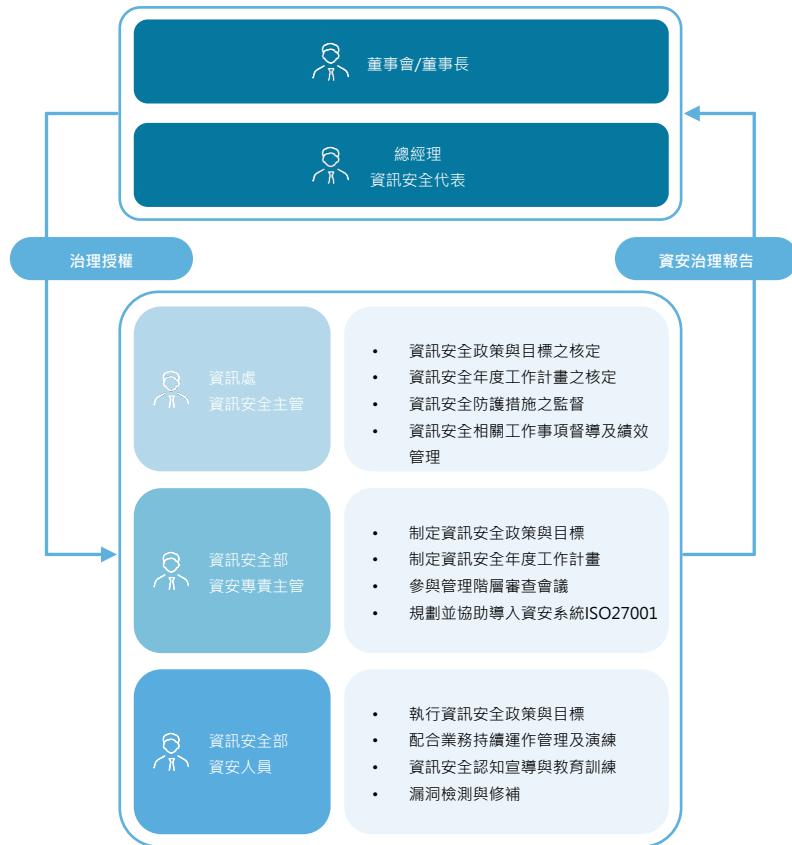 董事會/董事長
總經理
資訊安全代表
治理授權
資安治理報告
資訊處
資訊安全主管
• 資訊安全政策與目標之核定
• 資訊安全年度工作計畫之核定
• 資訊安全防護措施之監督
• 資訊安全相關工作事項督導及績效
管理
資訊安全部
資安專責主管
• 制定資訊安全政策與目標
• 制定資訊安全年度工作計畫
• 參與管理階層審查會議
• 規劃並協助導入資安系統ISO27001
資訊安全部
資安人員
• 執行資訊安全政策與目標
• 配合業務持續運作管理及演練
• 資訊安全認知宣導與教育訓練
• 漏洞檢測與修補